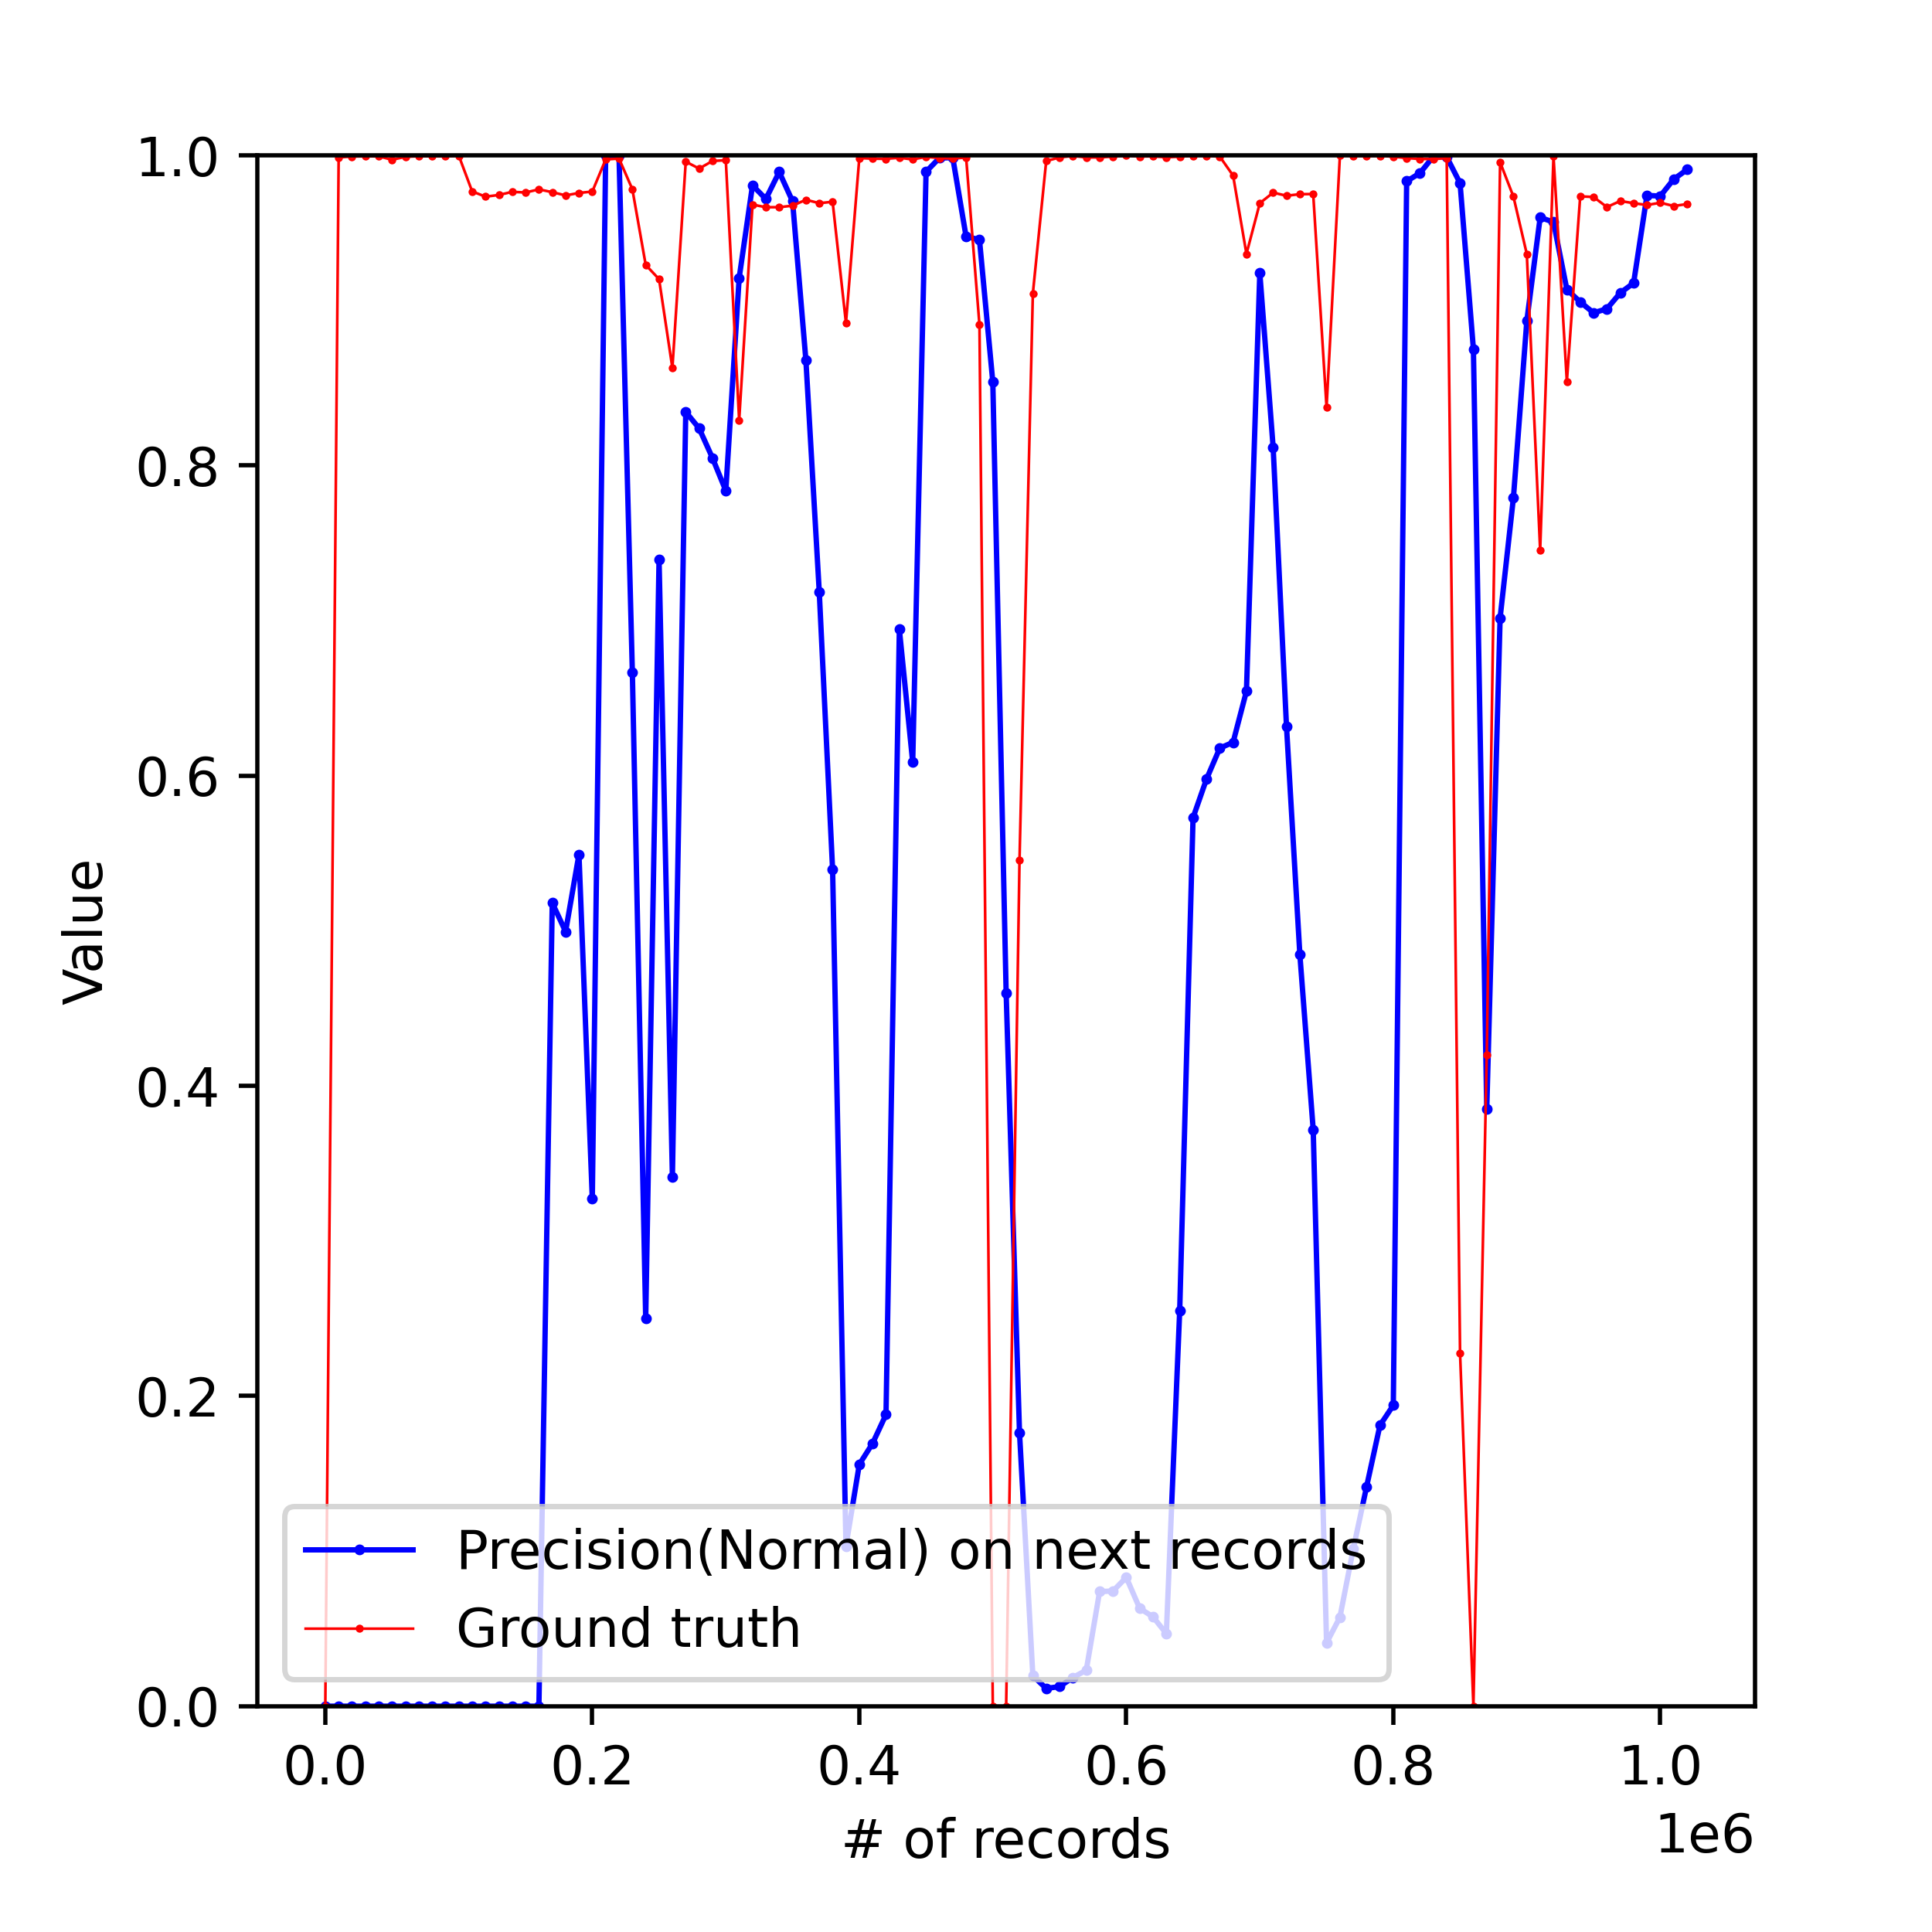 1.0
0.8
0.6
0.4
0.2
0.0
Value
Precision(Normal) on next records
Ground truth
0.0 0.2 0.4 0.6 0.8 1.0
# of records
1e6